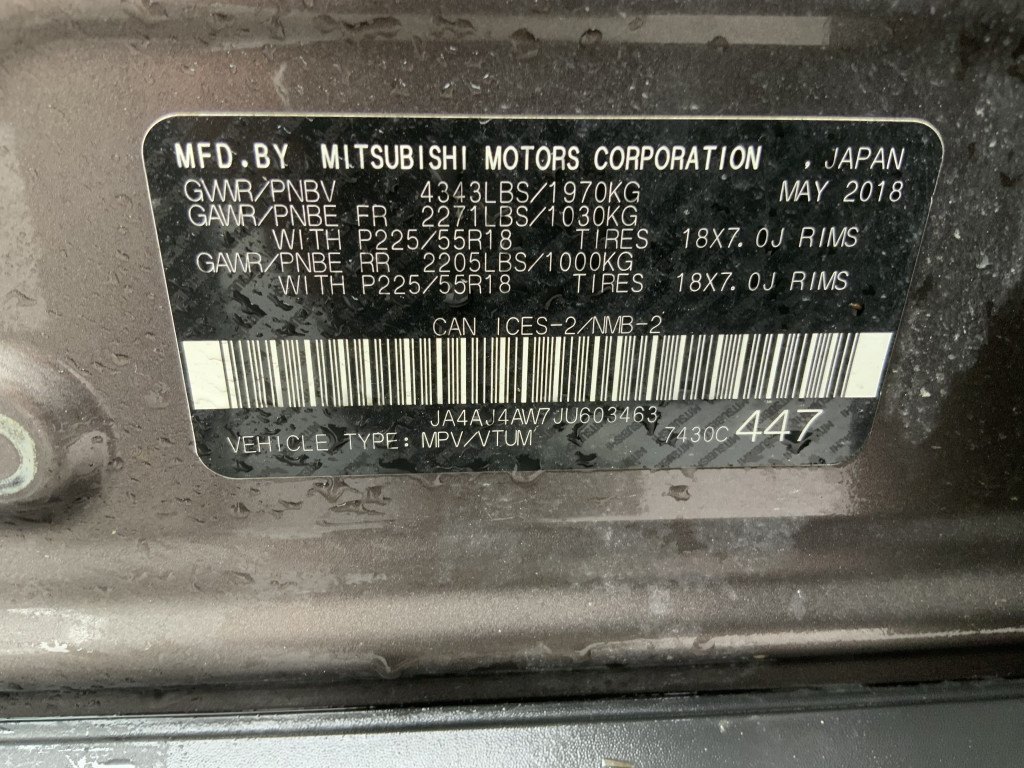 MFD.BY MITSUBISHI MOTORS CORPORATION , JAPAN
GWWR/PNBV 4343LBS/1970KG MAY 2018
GAWR/PNBE FR 2271LBS/1030KG
WITH P225/55R18 TIRES 18X7.0J RIMS
GAWR/PNBE RR 2205LBS/1000KG
WITH P225/55R18 TIRES 18X7.0J RIMS
CAN ICES-2/NMB-2
JA4AJ4AW7JU603463
VEHICLE TYPE: MPV/VTUM 7430C 447